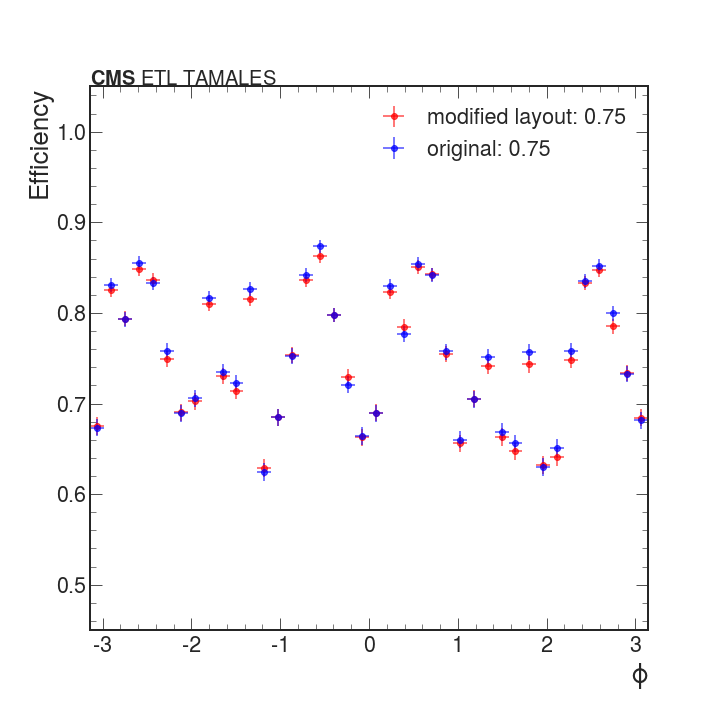 CMS ETL TAMALES
Efficiency
modified layout: 0.75
original: 0.75
1.0
0.9
0.8
0.7
0.6
0.5
-3 -2 -1 0 1 2 3
ϕ